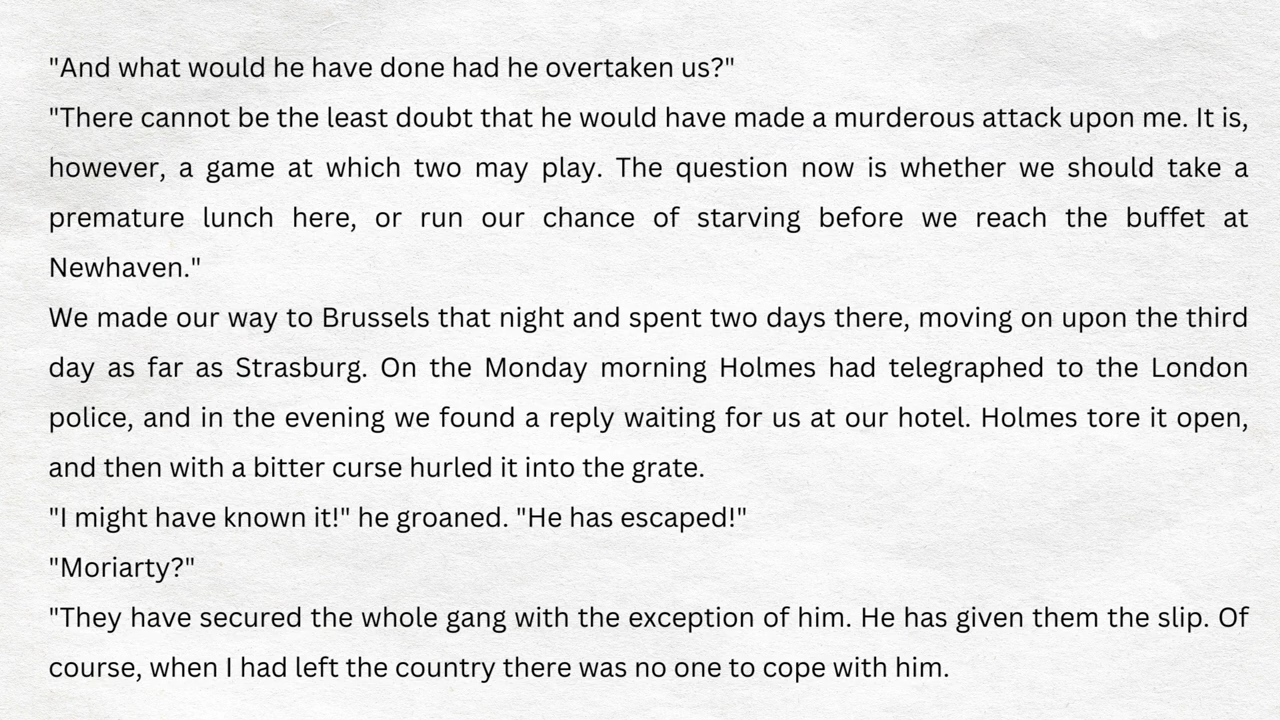 "And what would he have done had he overtaken us?"
"There cannot be the least doubt that he would have made a murderous attack upon me. It is,
however, a game at which two may play. The question now is whether we should take a
premature lunch here, or run our chance of starving before we reach the buffet at
Newhaven."
We made our way to Brussels that night and spent two days there, moving on upon the third
day as far as Strasburg. On the Monday morning Holmes had telegraphed to the London
police, and in the evening we found a reply waiting for us at our hotel. Holmes tore it open,
and then with a bitter curse hurled it into the grate.
"I might have known it!" he groaned. "He has escaped!"
"Moriarty?"
"They have secured the whole gang with the exception of him. He has given them the slip. Of
course, when I had left the country there was no one to cope with him.